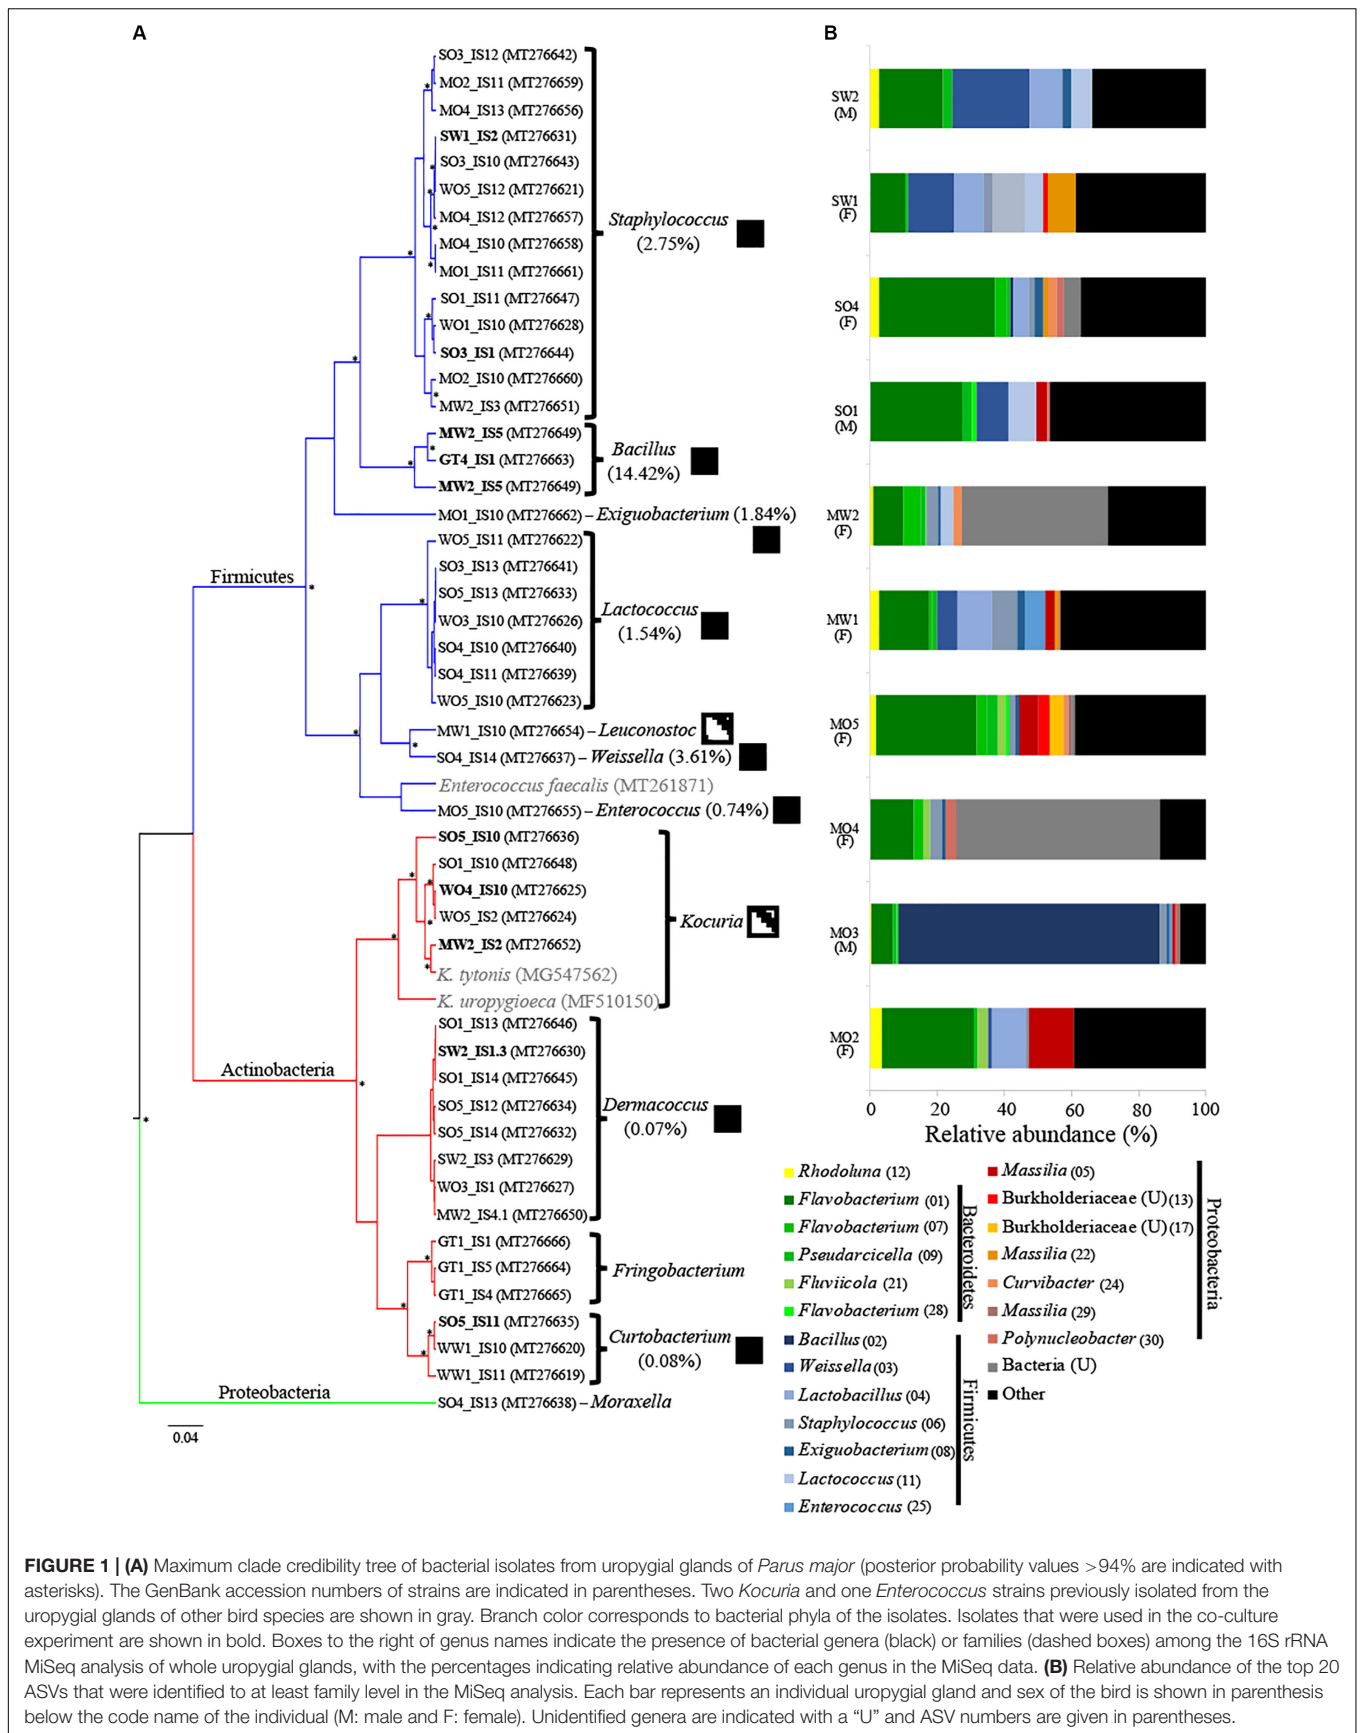 A
SO3_IS12 (MT276642)
MO2_IS11 (MT276659)
MO4_IS13 (MT276656)
SW1_IS2 (MT276631)
SO3_IS10 (MT276643)
WO5_IS12 (MT276621)
MO4_IS12 (MT276657)
MO4_IS10 (MT276658)
MO1_IS11 (MT276661)
SO1_IS11 (MT276647)
WO1_IS10 (MT276628)
SO3_IS1 (MT276644)
MO2_IS10 (MT276660)
MW2_IS3 (MT276651)
Staphylococcus
(2.75%)
MW2_IS5 (MT276649)
GT4_IS1 (MT276663)
MW2_IS5 (MT276649)
Bacillus
(14.42%)
MO1_IS10 (MT276662) – Exiguobacterium (1.84%)
WO5_IS11 (MT276622)
SO3_IS13 (MT276641)
SO5_IS13 (MT276633)
WO3_IS10 (MT276626)
SO4_IS10 (MT276640)
SO4_IS11 (MT276639)
WO5_IS10 (MT276623)
Lactococcus
(1.54%)
Firmicutes
MW1_IS10 (MT276654) – Leuconostoc
SO4_IS14 (MT276637) – Weissella (3.61%)
Enterococcus faecalis (MT261871)
MO5_IS10 (MT276655) – Enterococcus (0.74%)
SO5_IS10 (MT276636)
SO1_IS10 (MT276648)
WO4_IS10 (MT276625)
WO5_IS2 (MT276624)
MW2_IS2 (MT276652)
K. tytonis (MG547562)
K. uropygioeca (MF510150)
Kocuria
SO1_IS13 (MT276646)
SW2_IS1.3 (MT276630)
SO1_IS14 (MT276645)
SO5_IS12 (MT276634)
SO5_IS14 (MT276632)
SW2_IS3 (MT276629)
WO3_IS1 (MT276627)
MW2_IS4.1 (MT276650)
Dermacoccus
(0.07%)
Actinobacteria
GT1_IS1 (MT276666)
GT1_IS5 (MT276664)
GT1_IS4 (MT276665)
Fringobacterium
SO5_IS11 (MT276635)
WW1_IS10 (MT276620)
WW1_IS11 (MT276619)
Curtobacterium
(0.08%)
Proteobacteria
SO4_IS13 (MT276638) – Moraxella
0.04
B
SW2
(M)
SW1
(F)
SO4
(F)
SO1
(M)
MW2
(F)
MW1
(F)
MO5
(F)
MO4
(F)
MO3
(M)
MO2
(F)
0 20 40 60 80 100
Relative abundance (%)
Rhodoluna (12)
Flavobacterium (01)
Flavobacterium (07)
Pseudarcicella (09)
Fluviicola (21)
Flavobacterium (28)
Bacteroidetes
Bacillus (02)
Weissella (03)
Lactobacillus (04)
Staphylococcus (06)
Exiguobacterium (08)
Lactococcus (11)
Enterococcus (25)
Firmicutes
Massilia (05)
Burkholderiaceae (U) (13)
Burkholderiaceae (U) (17)
Massilia (22)
Curvibacter (24)
Massilia (29)
Polynucleobacter (30)
Bacteria (U)
Other
Proteobacteria
FIGURE 1 | (A) Maximum clade credibility tree of bacterial isolates from uropygial glands of Parus major (posterior probability values >94% are indicated with
asterisks). The GenBank accession numbers of strains are indicated in parentheses. Two Kocuria and one Enterococcus strains previously isolated from the
uropygial glands of other bird species are shown in gray. Branch color corresponds to bacterial phyla of the isolates. Isolates that were used in the co-culture
experiment are shown in bold. Boxes to the right of genus names indicate the presence of bacterial genera (black) or families (dashed boxes) among the 16S rRNA
MiSeq analysis of whole uropygial glands, with the percentages indicating relative abundance of each genus in the MiSeq data. (B) Relative abundance of the top 20
ASVs that were identified to at least family level in the MiSeq analysis. Each bar represents an individual uropygial gland and sex of the bird is shown in parenthesis
below the code name of the individual (M: male and F: female). Unidentified genera are indicated with a “U” and ASV numbers are given in parentheses.